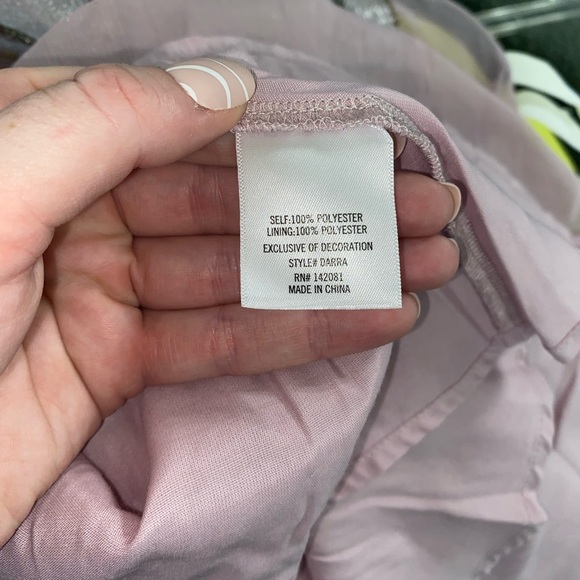 SELF:100% POLYESTER
LINING:100% POLYESTER
EXCLUSIVE OF DECORATION
STYLE# DARRA
RN# 142081
MADE IN CHINA